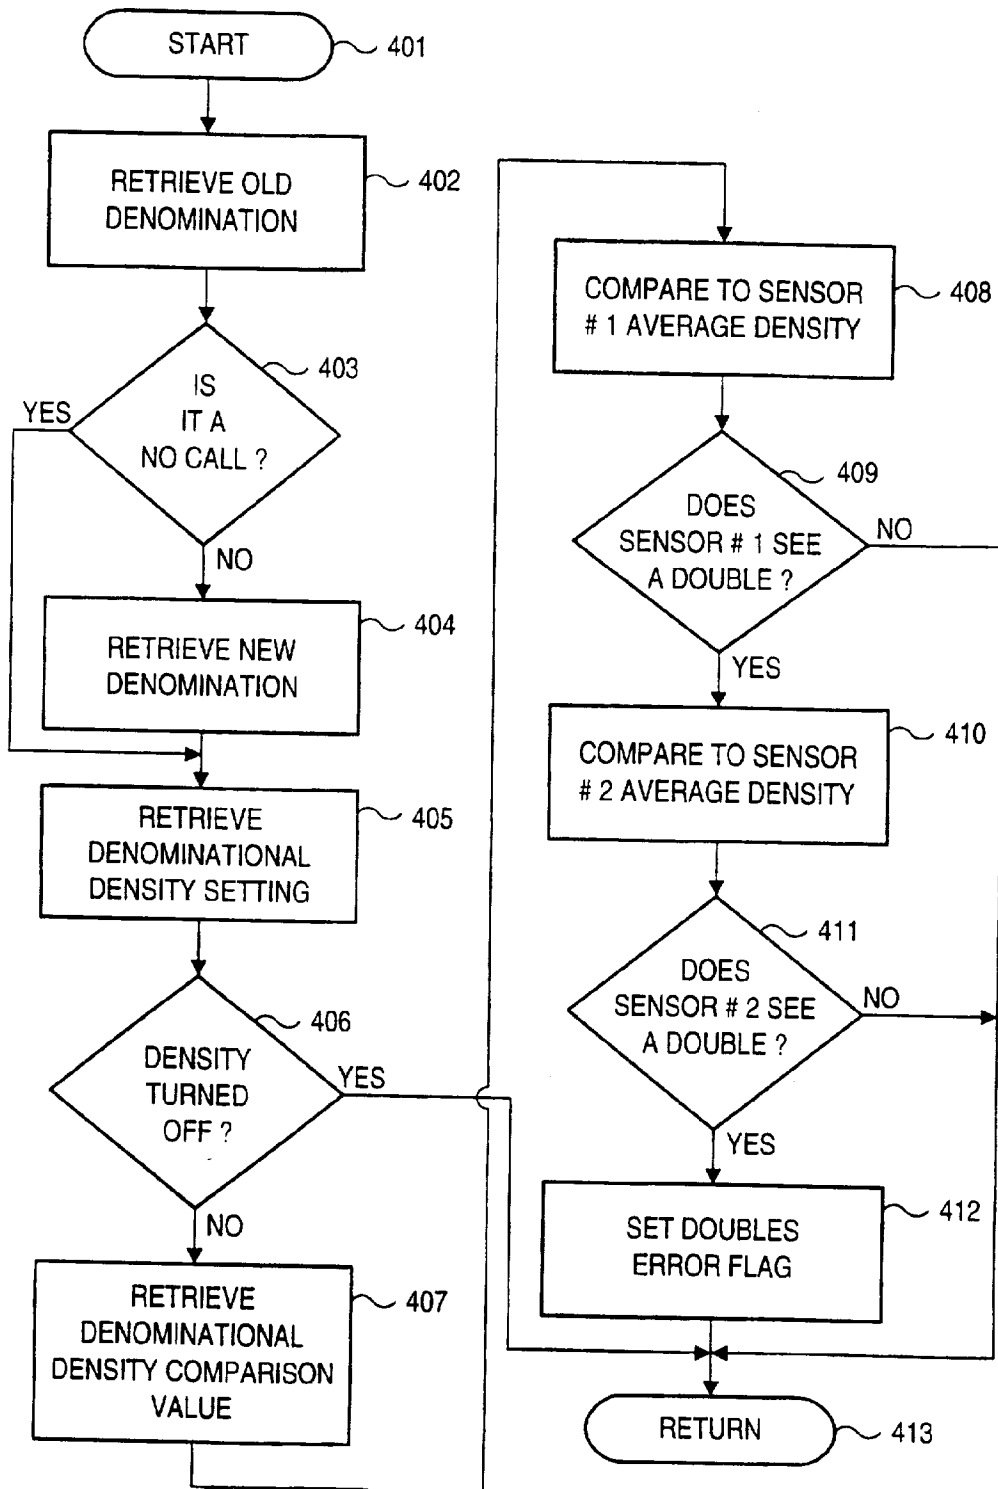 START
401
RETRIEVE OLD
DENOMINATION
402
IS
IT A
NO CALL ?
403
YES
NO
RETRIEVE NEW
DENOMINATION
404
RETRIEVE
DENOMINATIONAL
DENSITY SETTING
405
DENSITY
TURNED
OFF ?
406
YES
NO
RETRIEVE
DENOMINATIONAL
DENSITY COMPARISON
VALUE
407
COMPARE TO SENSOR
# 1 AVERAGE DENSITY
408
DOES
SENSOR # 1 SEE
A DOUBLE ?
409
NO
YES
COMPARE TO SENSOR
# 2 AVERAGE DENSITY
410
DOES
SENSOR # 2 SEE
A DOUBLE ?
411
NO
YES
SET DOUBLES
ERROR FLAG
412
RETURN
413